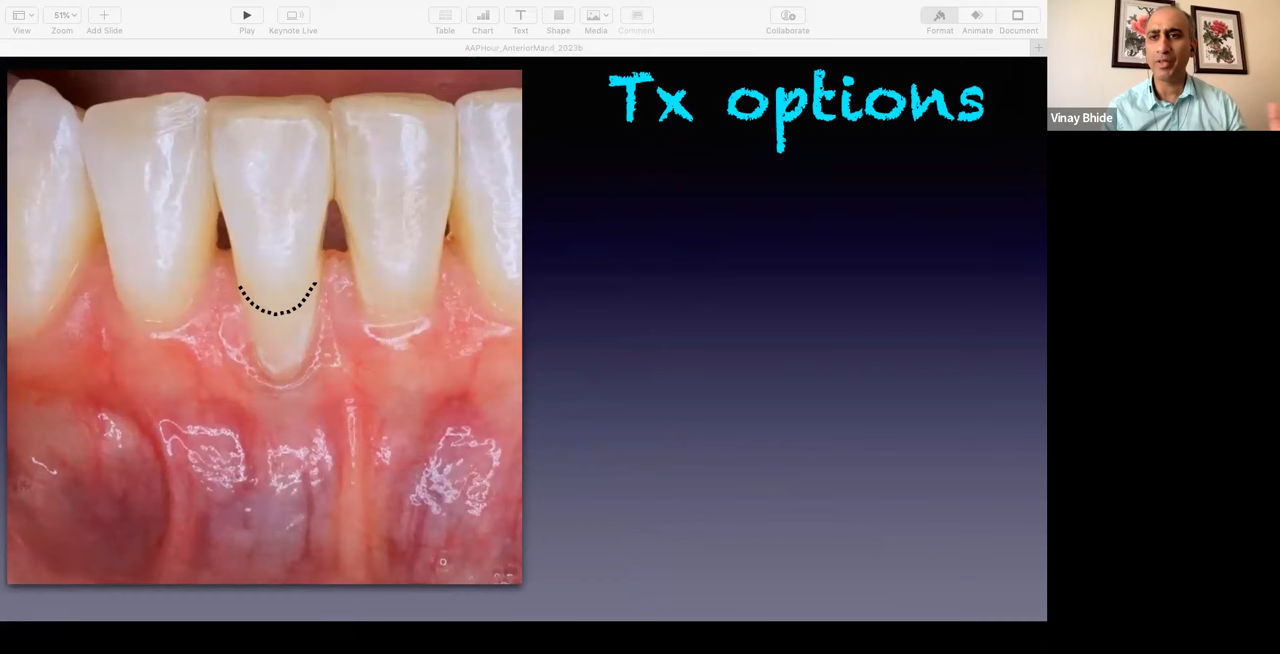 51%
View
Zoom
Add Slide
Play
Keynote Live
Table
Chart
Text
Shape
Media
Comment
Collaborate
Format
Animate
Document
AAPHour_AnteriorMand_2023b
Tx options
Vinay Bhide